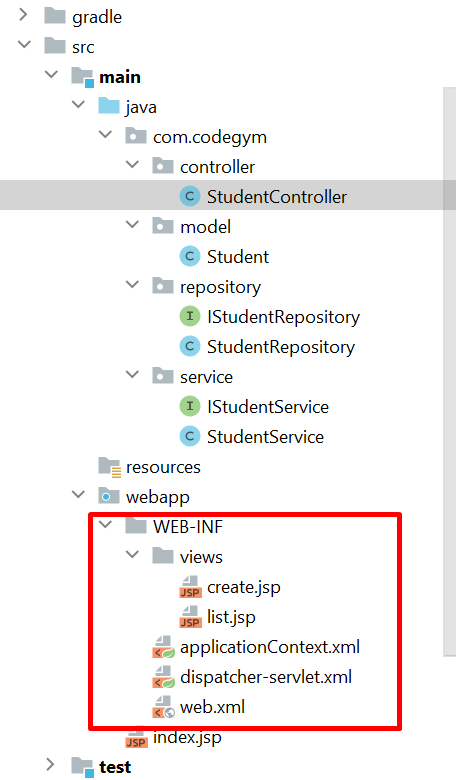 gradle
src
main
java
com.codegym
controller
C StudentController
model
C Student
repository
I IStudentRepository
C StudentRepository
service
I IStudentService
C StudentService
resources
webapp
WEB-INF
views
JSP create.jsp
JSP list.jsp
applicationContext.xml
dispatcher-servlet.xml
web.xml
JSP index.jsp
test